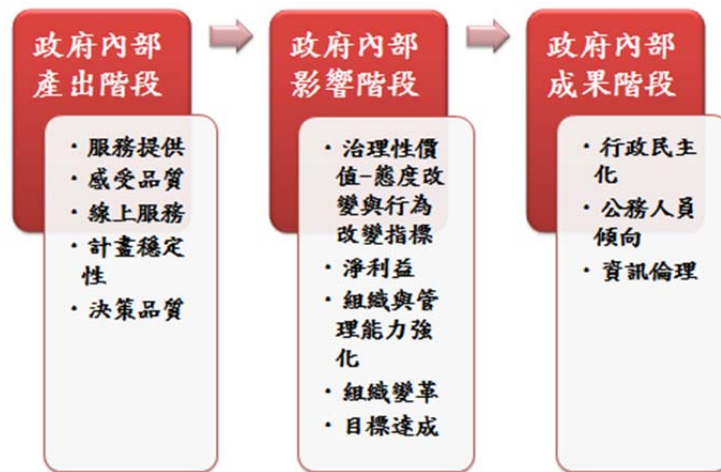 政府內部
產出階段
・服務提供
・感受品質
・線上服務
・計畫穩定
性
・決策品質
政府內部
影響階段
・治理性價
值-態度改
變與行為
改變指標
・淨利益
・組織與管
理能力強
化
・組織變革
・目標達成
政府內部
成果階段
・行政民主
化
・公務人員
傾向
・資訊倫理